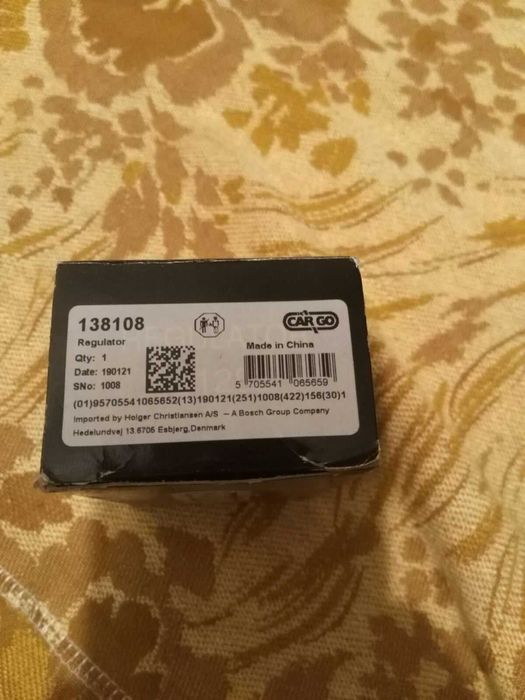 138108
Regulator
Qty: 1
Date: 190121
SNo: 1008
CARGO
Made in China
5 705541 065659
(01)95705541065652(13)190121(251)1008(422)156(30)1
Imported by Holger Christiansen A/S – A Bosch Group Company
Hedelundvej 13.6705 Esbjerg,Denmark